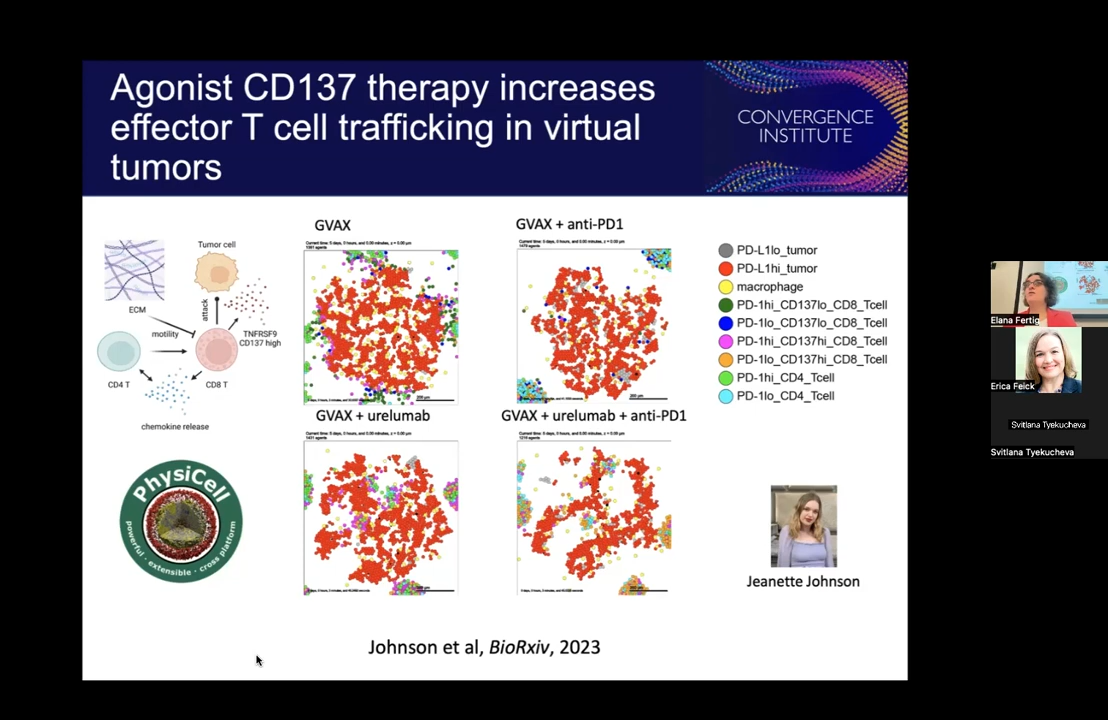 Agonist CD137 therapy increases
effector T cell trafficking in virtual
tumors
CONVERGENCE
INSTITUTE
GVAX
GVAX + anti-PD1
Tumor cell
ECM
attack
motility
TNFRSF9
CD137 high
CD4 T
CD8 T
chemokine release
GVAX + urelumab
GVAX + urelumab + anti-PD1
PD-L1lo_tumor
PD-L1hi_tumor
macrophage
PD-1hi_CD137lo_CD8_Tcell
PD-1lo_CD137lo_CD8_Tcell
PD-1hi_CD137hi_CD8_Tcell
PD-1lo_CD137hi_CD8_Tcell
PD-1hi_CD4_Tcell
PD-1lo_CD4_Tcell
PhysiCell
powerful · extensible · cross platform
Jeanette Johnson
Johnson et al, BioRxiv, 2023
Elana Fertig
Erica Feick
Svitlana Tyekucheva
Svitlana Tyekucheva